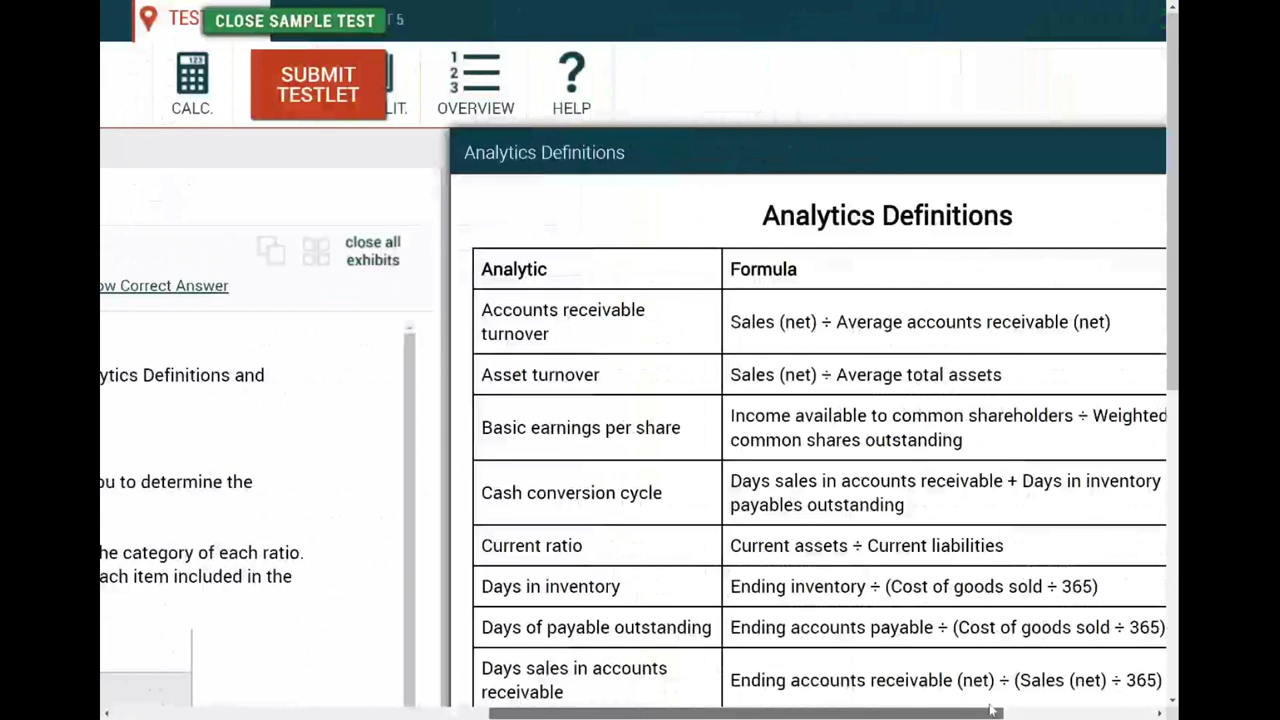 TES
CLOSE SAMPLE TEST
T 5
123
CALC.
SUBMIT
TESTLET
LIT.
1
2
3
OVERVIEW
?
HELP
Analytics Definitions
close all
exhibits
ow Correct Answer
ytics Definitions and
ou to determine the
he category of each ratio.
ach item included in the
Analytics Definitions
Analytic
Formula
Accounts receivable
turnover
Sales (net) ÷ Average accounts receivable (net)
Asset turnover
Sales (net) ÷ Average total assets
Basic earnings per share
Income available to common shareholders ÷ Weighted
common shares outstanding
Cash conversion cycle
Days sales in accounts receivable + Days in inventory
payables outstanding
Current ratio
Current assets ÷ Current liabilities
Days in inventory
Ending inventory ÷ (Cost of goods sold ÷ 365)
Days of payable outstanding
Ending accounts payable ÷ (Cost of goods sold ÷ 365)
Days sales in accounts
receivable
Ending accounts receivable (net) ÷ (Sales (net) ÷ 365)